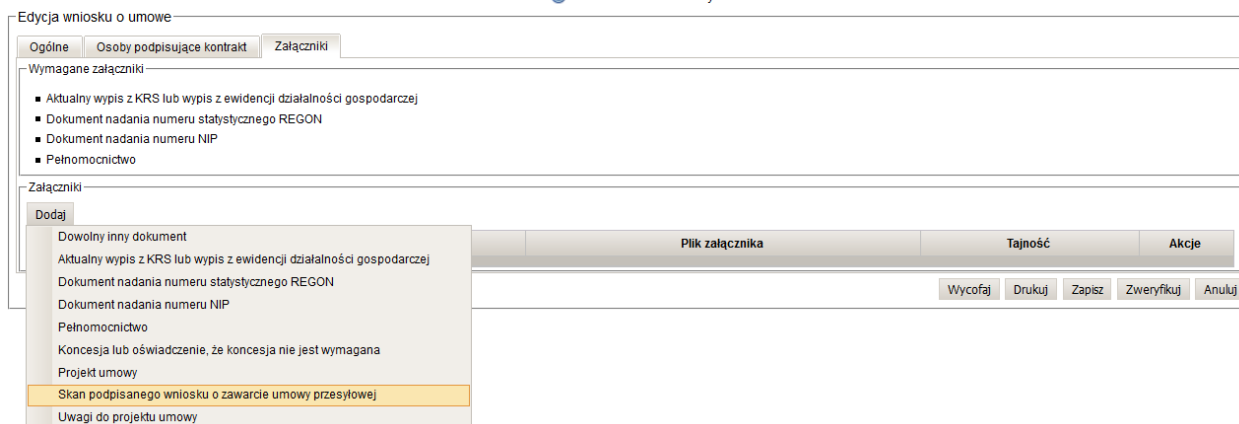 Edycja wniosku o umowe
Ogólne Osoby podpisujące kontrakt Załączniki
Wymagane załączniki
Aktualny wypis z KRS lub wypis z ewidencji działalności gospodarczej
Dokument nadania numeru statystycznego REGON
Dokument nadania numeru NIP
Pełnomocnictwo
Załączniki
Dodaj
Plik załącznika Tajność Akcje
Dowolny inny dokument
Aktualny wypis z KRS lub wypis z ewidencji działalności gospodarczej
Dokument nadania numeru statystycznego REGON
Dokument nadania numeru NIP
Pełnomocnictwo
Koncesja lub oświadczenie, że koncesja nie jest wymagana
Projekt umowy
Skan podpisanego wniosku o zawarcie umowy przesyłowej
Uwagi do projektu umowy
Wycofaj Drukuj Zapisz Zweryfikuj Anuluj